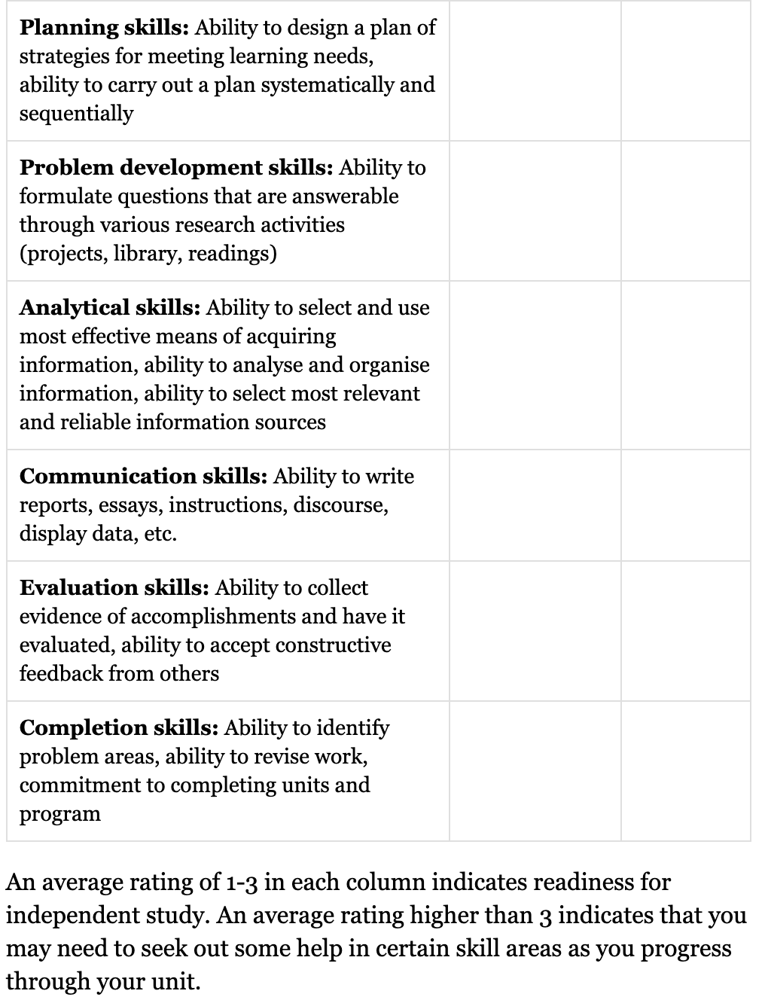 Planning skills: Ability to design a plan of
strategies for meeting learning needs,
ability to carry out a plan systematically and
sequentially
Problem development skills: Ability to
formulate questions that are answerable
through various research activities
(projects, library, readings)
Analytical skills: Ability to select and use
most effective means of acquiring
information, ability to analyse and organise
information, ability to select most relevant
and reliable information sources
Communication skills: Ability to write
reports, essays, instructions, discourse,
display data, etc.
Evaluation skills: Ability to collect
evidence of accomplishments and have it
evaluated, ability to accept constructive
feedback from others
Completion skills: Ability to identify
problem areas, ability to revise work,
commitment to completing units and
program
An average rating of 1-3 in each column indicates readiness for
independent study. An average rating higher than 3 indicates that you
may need to seek out some help in certain skill areas as you progress
through your unit.